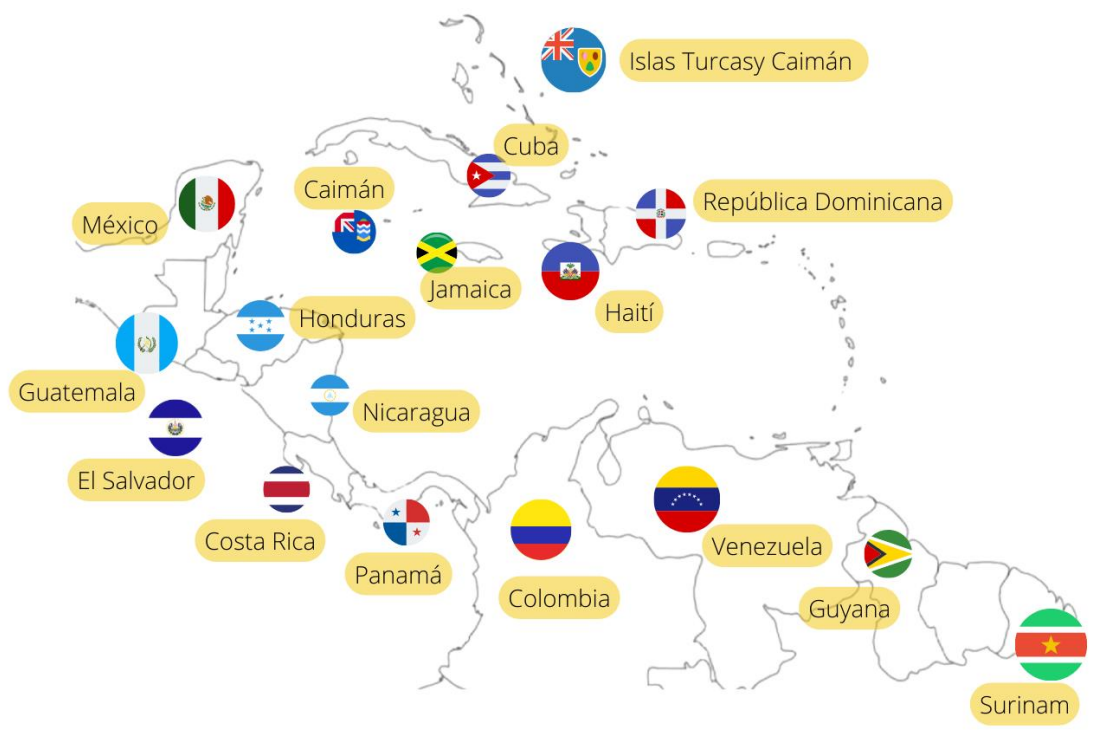 Islas Turcasy Caimán
Cuba
Caimán
República Dominicana
México
Jamaica
Haití
Honduras
Guatemala
Nicaragua
El Salvador
Costa Rica
Panamá
Colombia
Venezuela
Guyana
Surinam